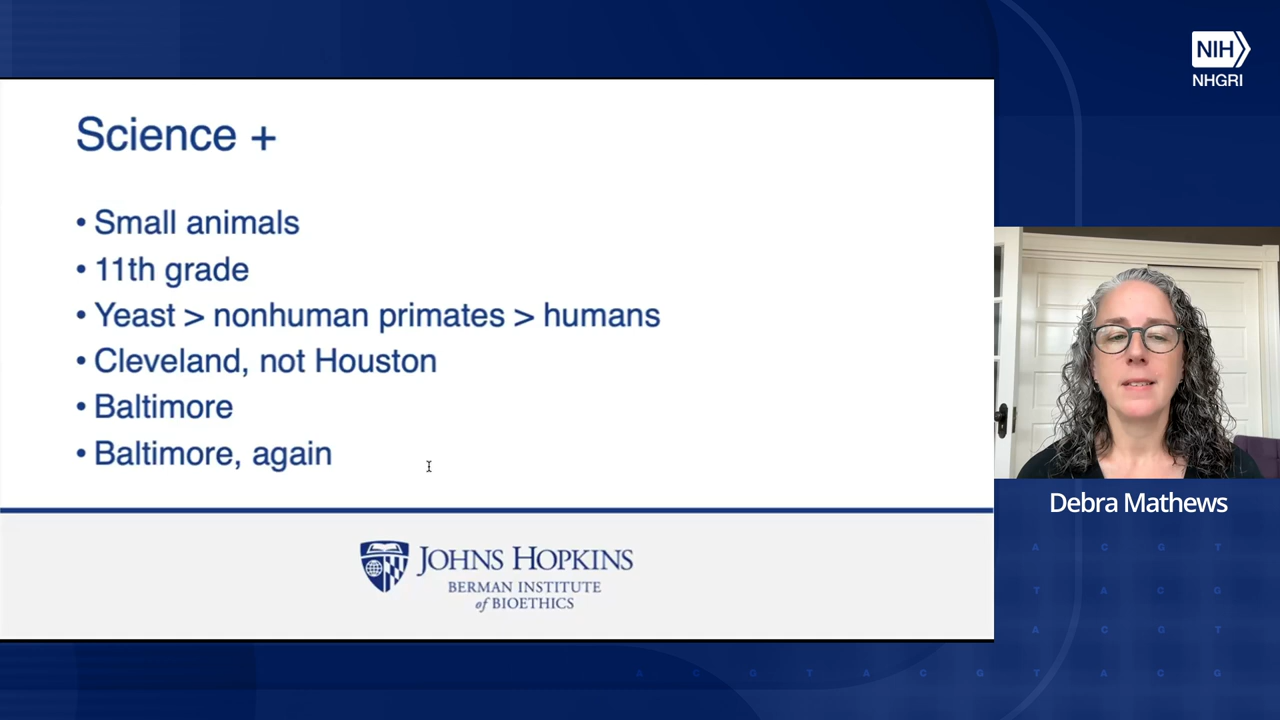 NIH
NHGRI
Science +
• Small animals
• 11th grade
• Yeast > nonhuman primates > humans
• Cleveland, not Houston
• Baltimore
• Baltimore, again
JOHNS HOPKINS
BERMAN INSTITUTE
of BIOETHICS
Debra Mathews
A C G T
T A C G
T A C G
A C G T A C G T A C G